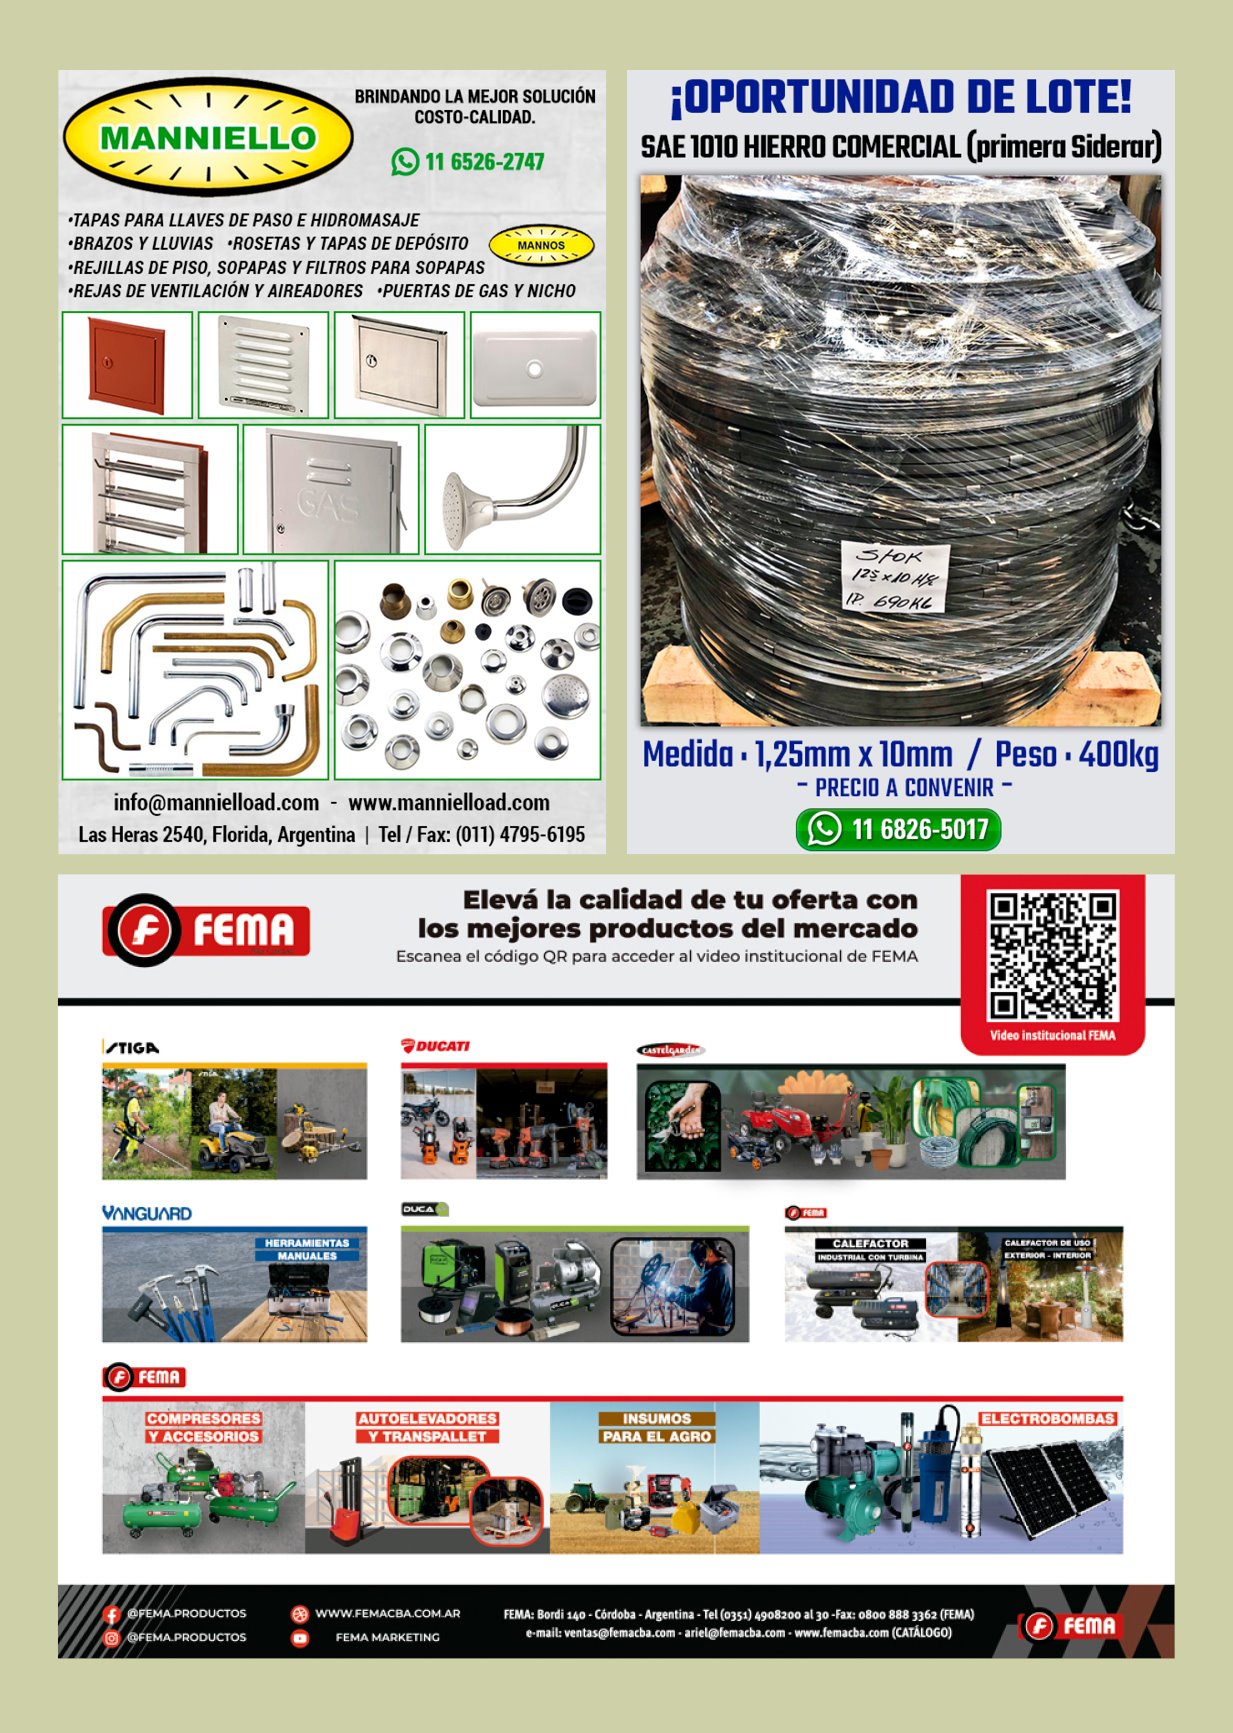 MANNIELLO
BRINDANDO LA MEJOR SOLUCIÓN
COSTO-CALIDAD.
11 6526-2747
•TAPAS PARA LLAVES DE PASO E HIDROMASAJE
•BRAZOS Y LLUVIAS •ROSETAS Y TAPAS DE DEPÓSITO
MANNOS
•REJILLAS DE PISO, SOPAPAS Y FILTROS PARA SOPAPAS
•REJAS DE VENTILACIÓN Y AIREADORES •PUERTAS DE GAS Y NICHO
GAS
info@mannielload.com - www.mannielload.com
Las Heras 2540, Florida, Argentina | Tel / Fax: (011) 4795-6195
¡OPORTUNIDAD DE LOTE!
SAE 1010 HIERRO COMERCIAL (primera Siderar)
Stok
P. 690 KG
Medida : 1,25mm x 10mm / Peso : 400kg
- PRECIO A CONVENIR -
11 6826-5017
FEMA
Elevá la calidad de tu oferta con
los mejores productos del mercado
Escanea el código QR para acceder al video institucional de FEMA
Video institucional FEMA
STIGA
DUCATI
CASTELGARDEN
VANGUARD
HERRAMIENTAS
MANUALES
DUCA
FEMA
CALEFACTOR
INDUSTRIAL CON TURBINA
CALEFACTOR DE USO
EXTERIOR - INTERIOR
FEMA
COMPRESORES
Y ACCESORIOS
AUTOELEVADORES
Y TRANSPALLET
INSUMOS
PARA EL AGRO
ELECTROBOMBAS
@FEMA.PRODUCTOS
WWW.FEMACBA.COM.AR
@FEMA.PRODUCTOS
FEMA MARKETING
FEMA: Bordi 140 - Córdoba - Argentina - Tel (0351) 4908200 al 30 -Fax: 0800 888 3362 (FEMA)
e-mail: ventas@femacba.com - ariel@femacba.com - www.femacba.com (CATÁLOGO)
FEMA